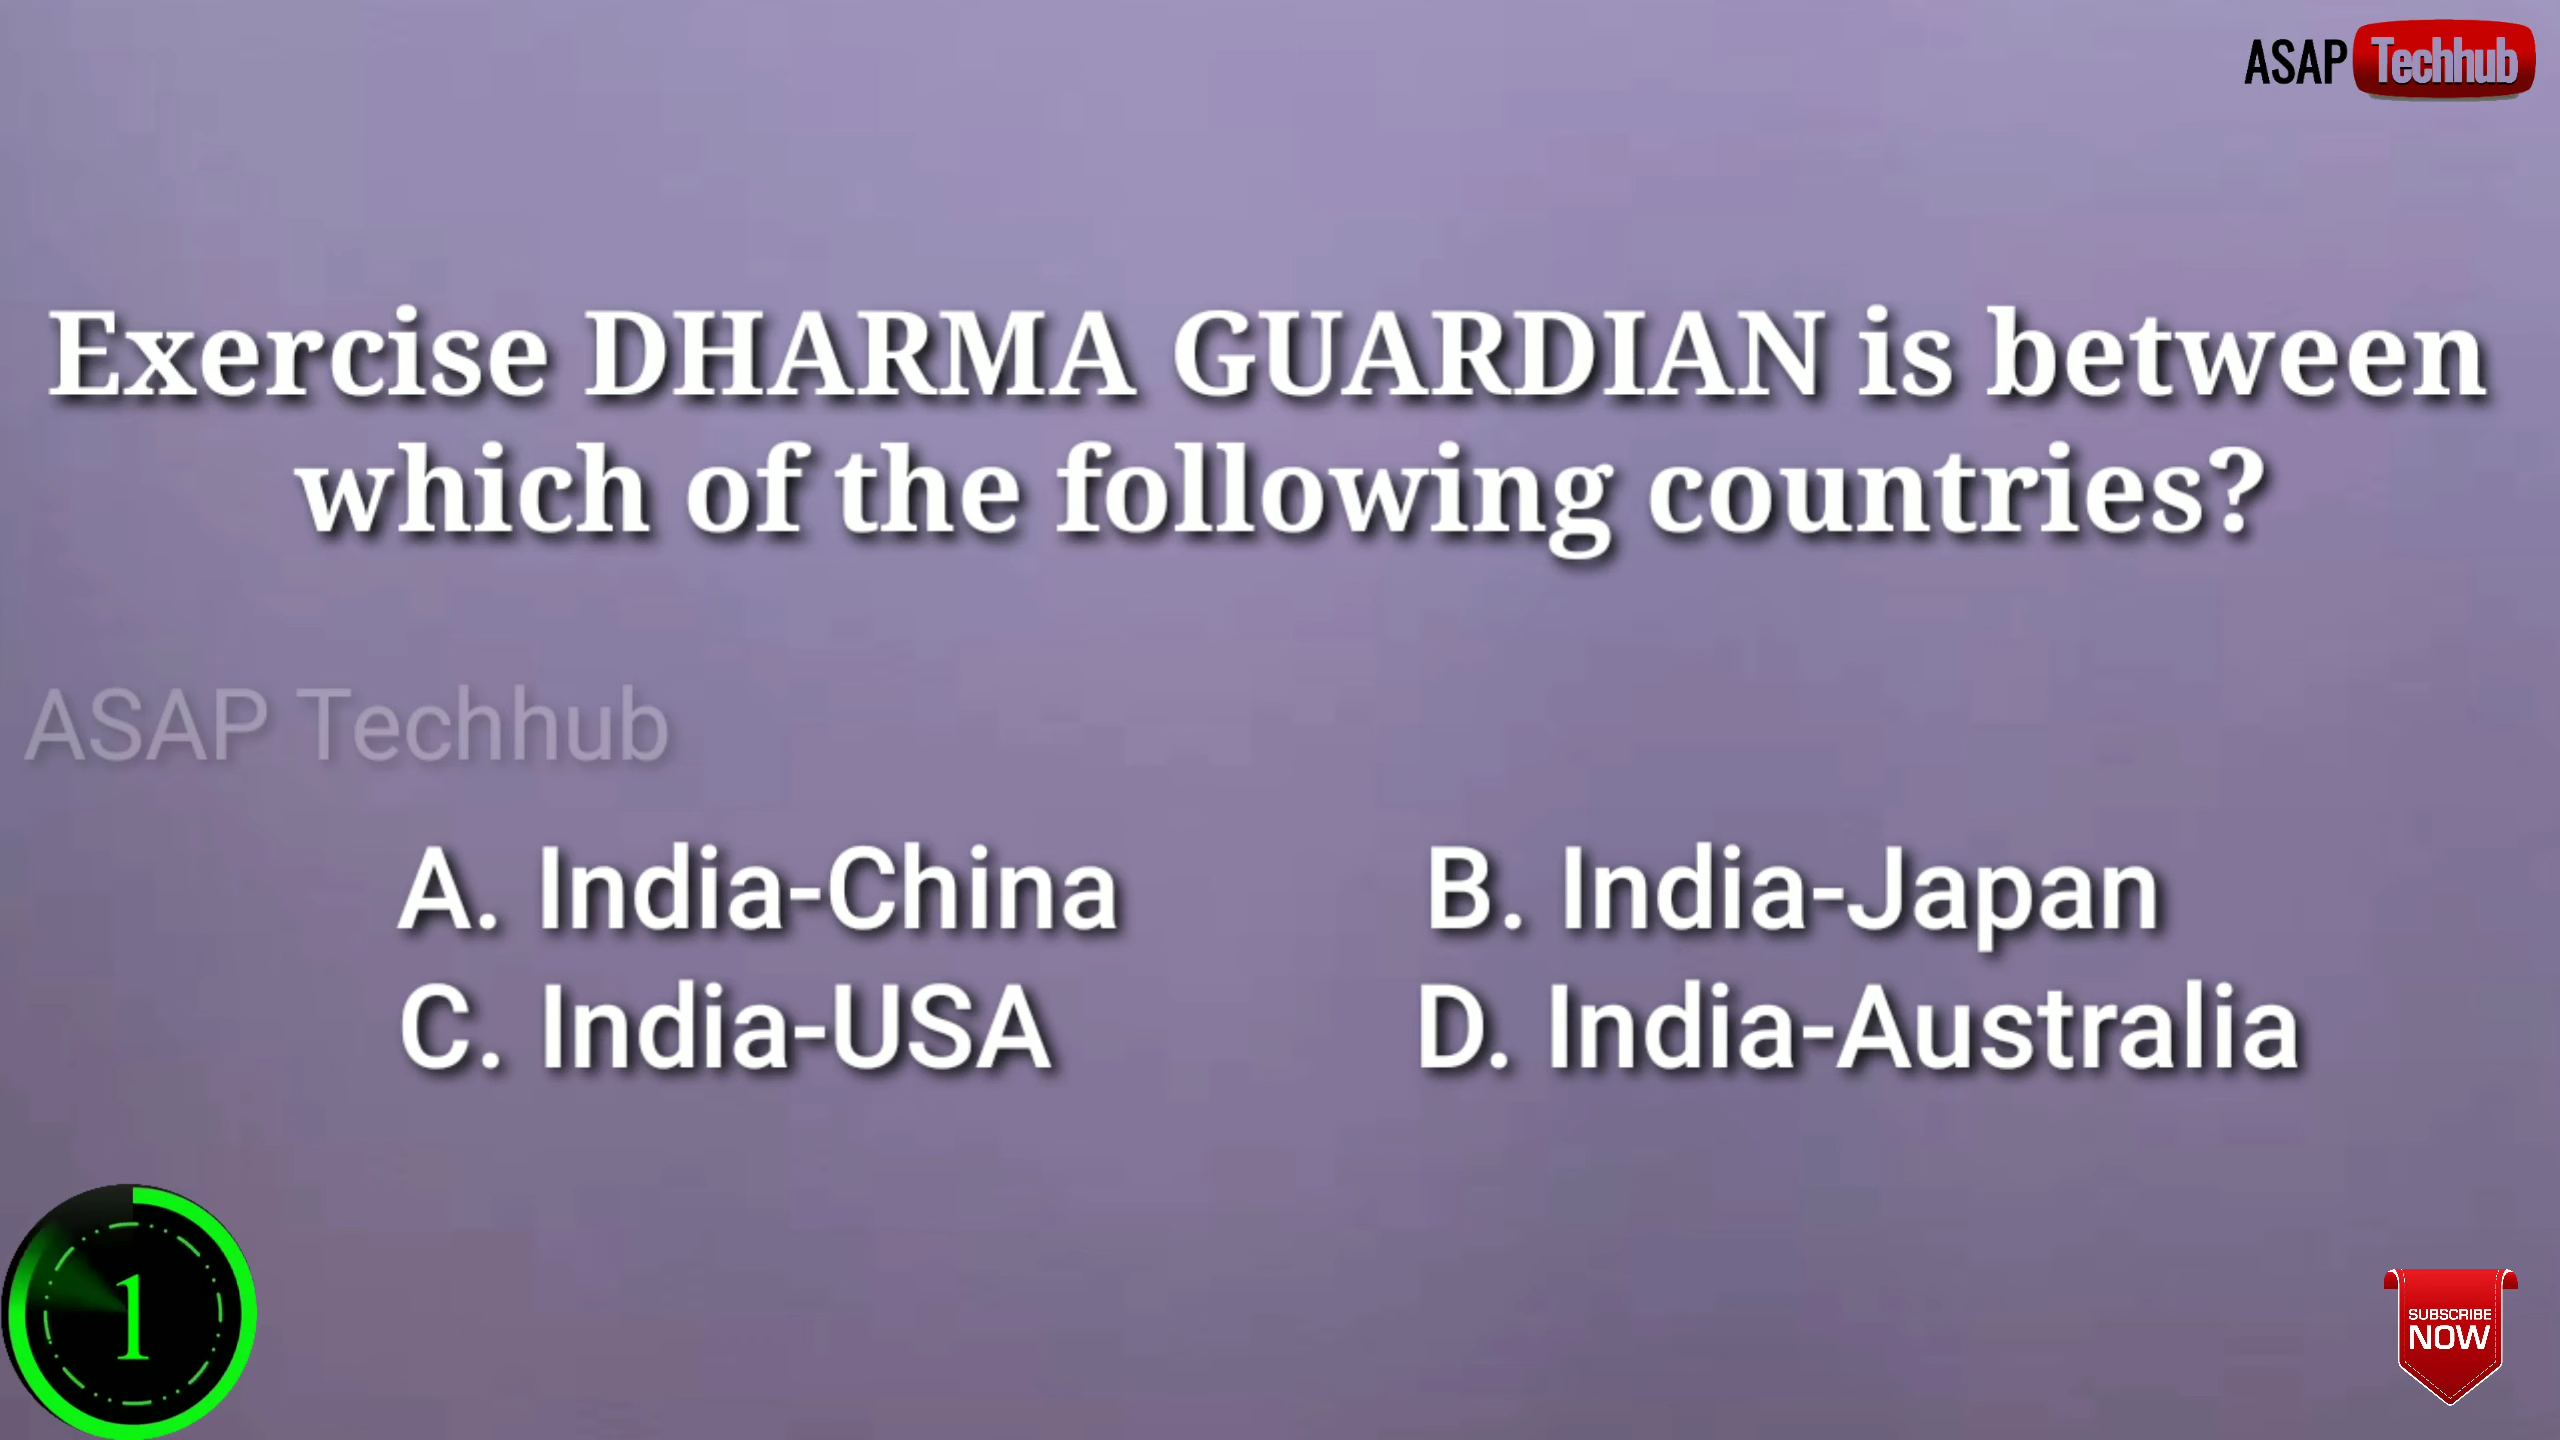 ASAP Techhub
Exercise DHARMA GUARDIAN is between
which of the following countries?
ASAP Techhub
A. India-China
B. India-Japan
C. India-USA
D. India-Australia
1
SUBSCRIBE
NOW